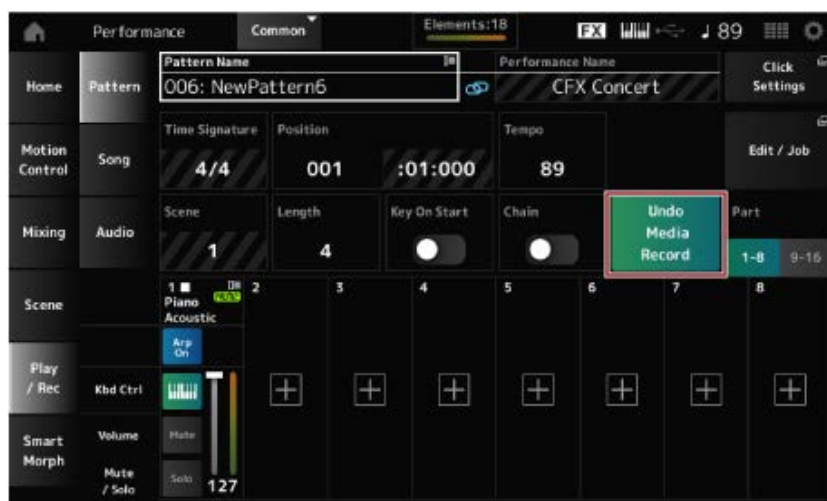 Performance
Common
Elements:18
FX
♩ 89
Home
Pattern
Pattern Name
006: NewPattern6
Performance Name
CFX Concert
Click
Settings
Motion
Control
Song
Time Signature
4/4
Position
001
:01:000
Tempo
89
Edit / Job
Mixing
Audio
Scene
1
Length
4
Key On Start
Chain
Undo
Media
Record
Part
1-8
9-16
Scene
1
Piano
Acoustic
2
3
4
5
6
7
8
Arp
On
Play
/ Rec
Kbd Ctrl
Smart
Morph
Volume
Mute
Mute
/ Solo
Solo
127